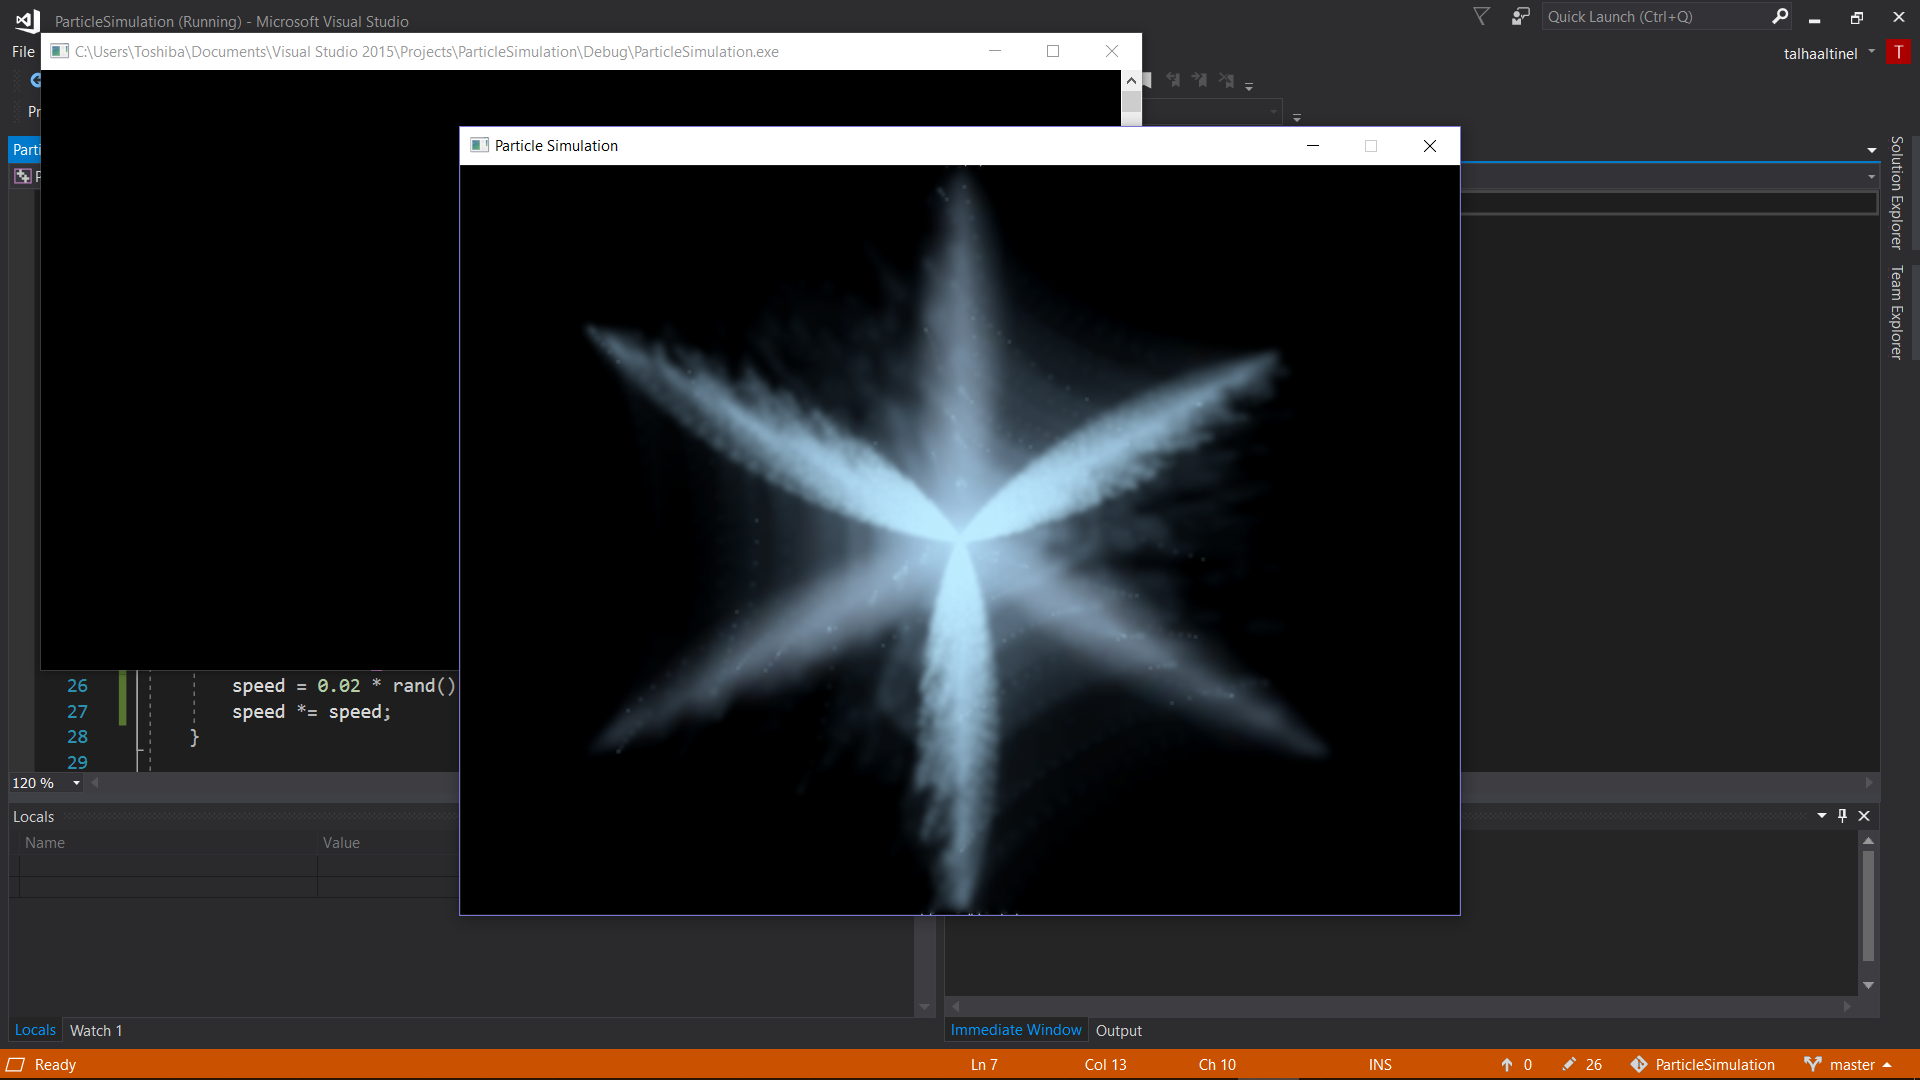 ParticleSimulation (Running) - Microsoft Visual Studio
Quick Launch (Ctrl+Q)
File
C:\Users\Toshiba\Documents\Visual Studio 2015\Projects\ParticleSimulation\Debug\ParticleSimulation.exe
talhaaltinel
T
Pr
Parti
Particle Simulation
P
Solution Explorer
Team Explorer
26 speed = 0.02 * rand()
27 speed *= speed;
28 }
29
120 %
Locals
Name Value
Locals Watch 1
Immediate Window Output
Ready Ln 7 Col 13 Ch 10 INS 0 26 ParticleSimulation master